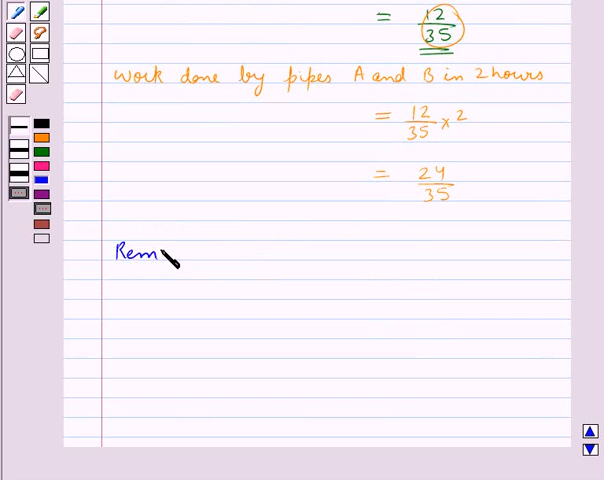 = 12/35
Work done by pipes A and B in 2 hours
= 12/35 × 2
= 24/35
Rem